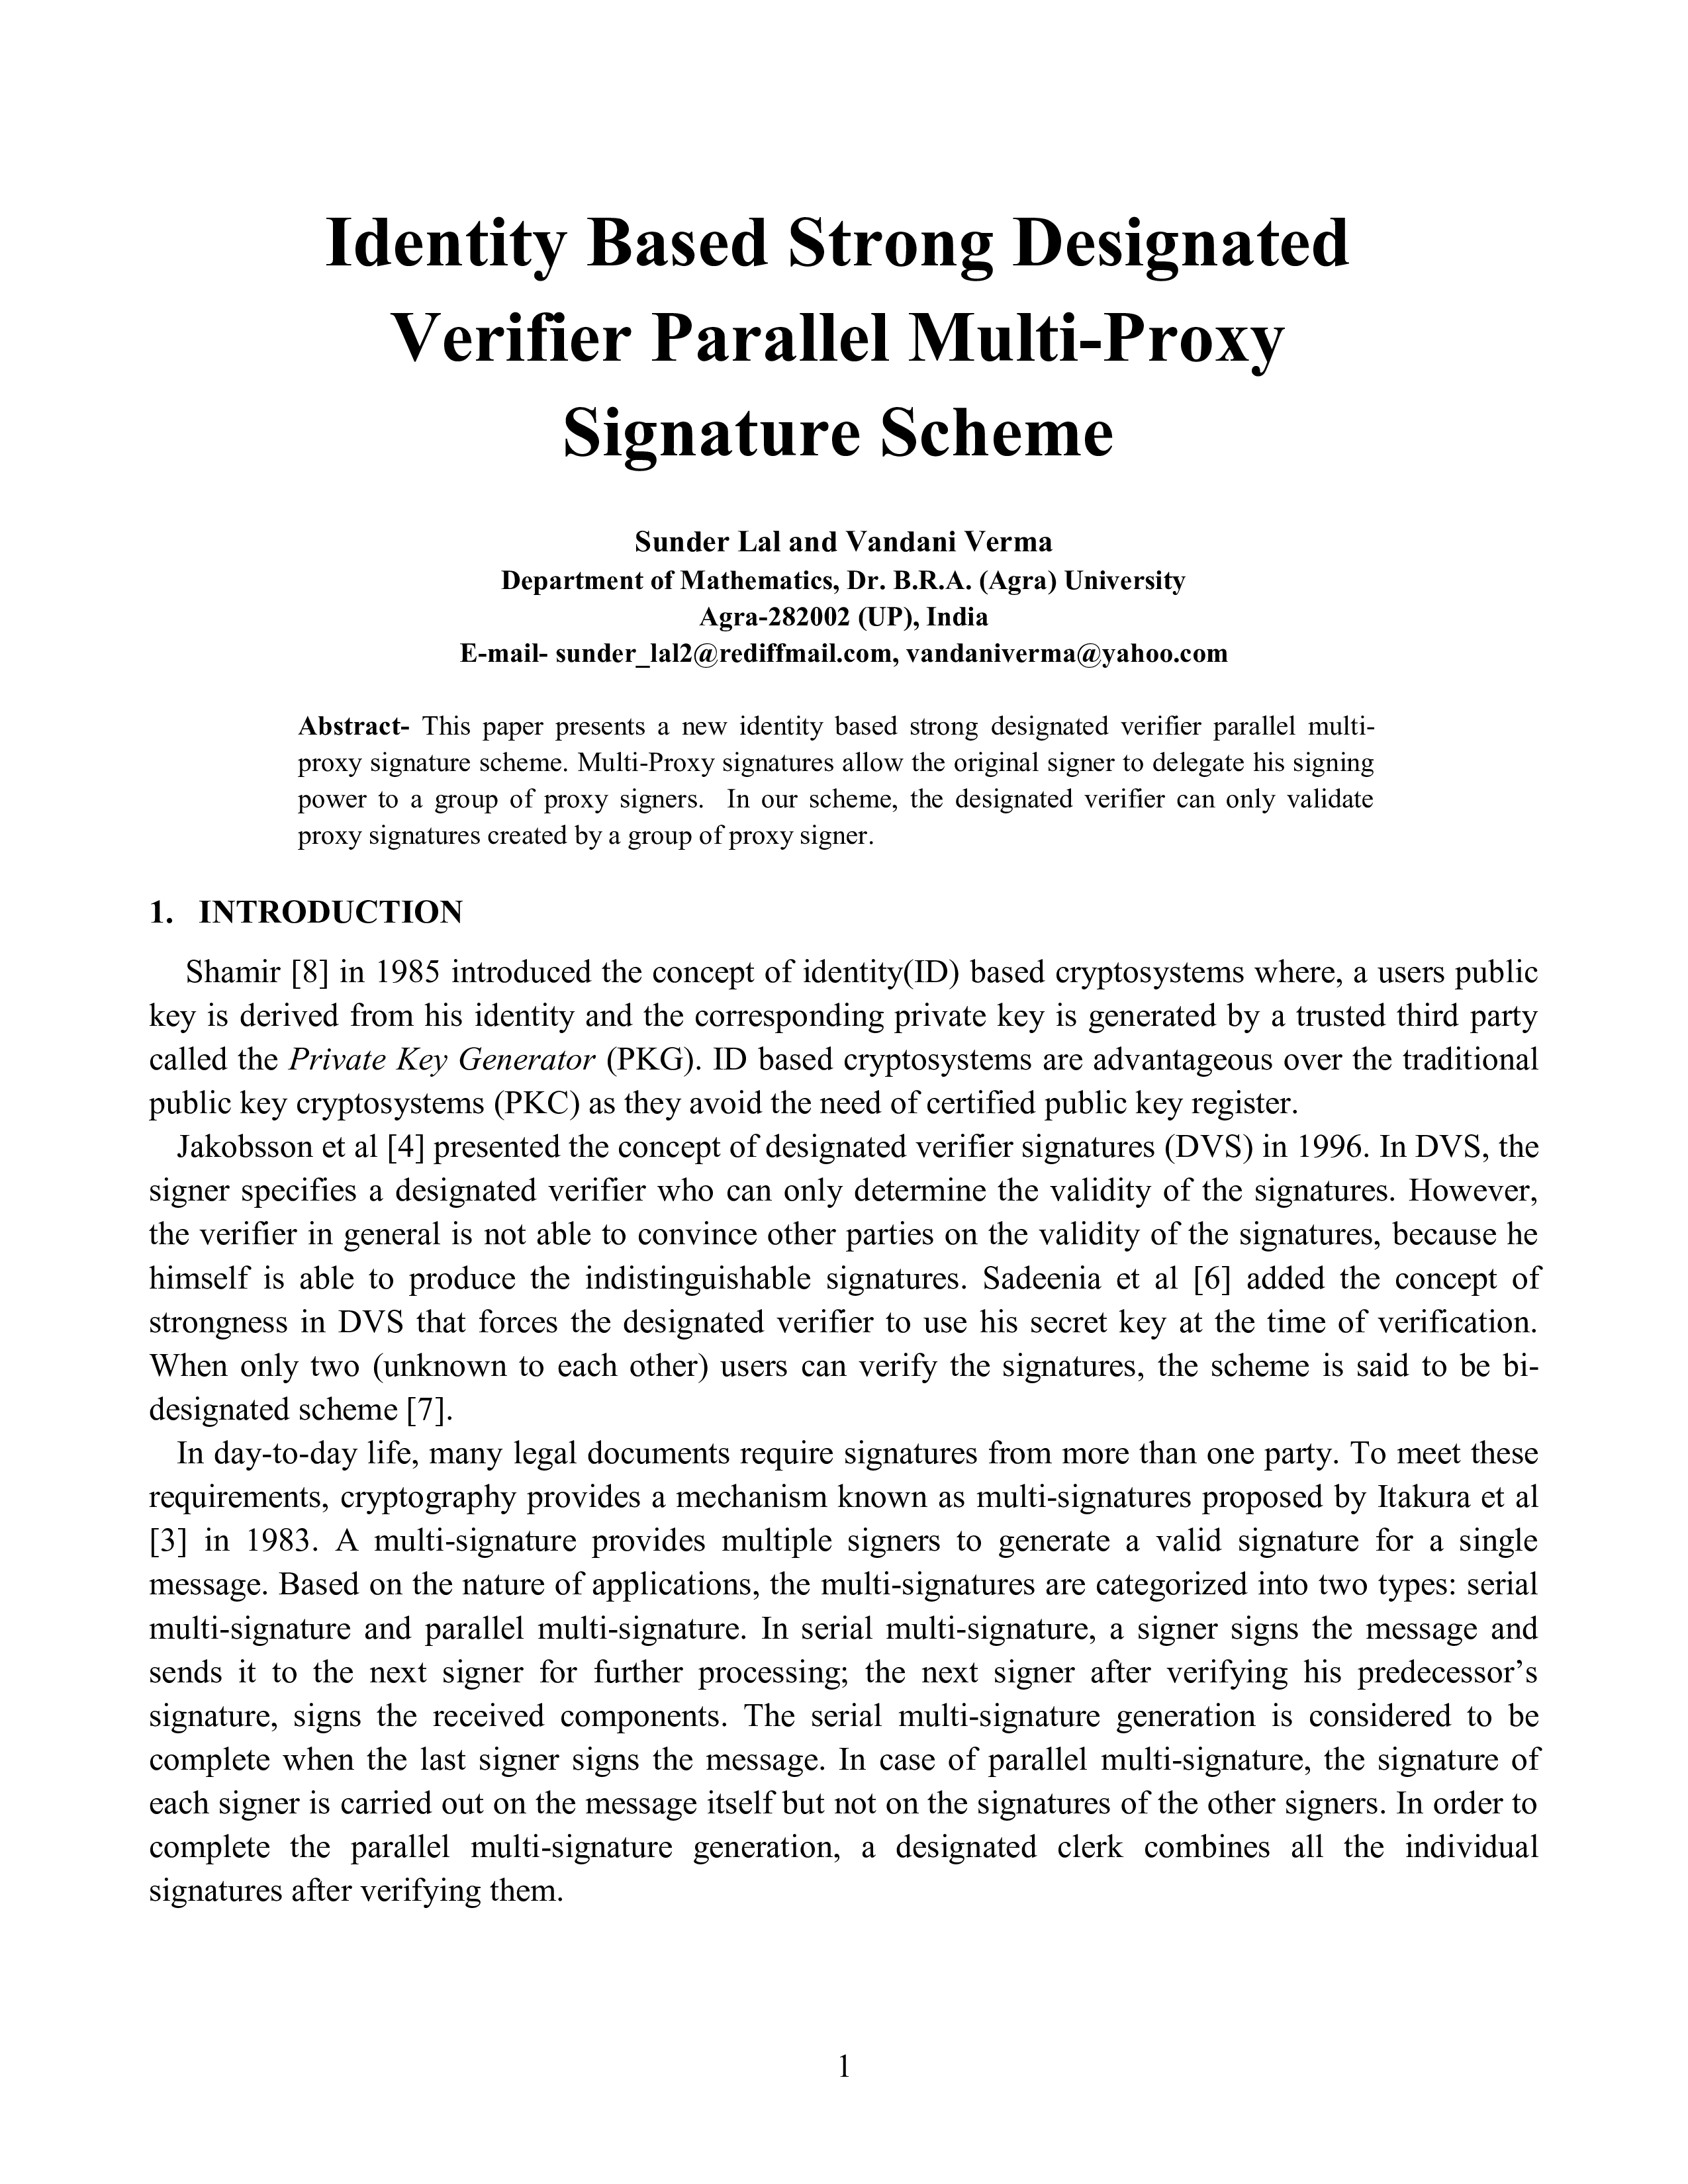 Identity Based Strong Designated
Verifier Parallel Multi-Proxy
Signature Scheme
Sunder Lal and Vandani Verma
Department of Mathematics, Dr. B.R.A. (Agra) University
Agra-282002 (UP), India
E-mail- sunder_lal2@rediffmail.com, vandaniverma@yahoo.com
Abstract- This paper presents a new identity based strong designated verifier parallel multi-
proxy signature scheme. Multi-Proxy signatures allow the original signer to delegate his signing
power to a group of proxy signers. In our scheme, the designated verifier can only validate
proxy signatures created by a group of proxy signer.
1. INTRODUCTION
Shamir [8] in 1985 introduced the concept of identity(ID) based cryptosystems where, a users public
key is derived from his identity and the corresponding private key is generated by a trusted third party
called the Private Key Generator (PKG). ID based cryptosystems are advantageous over the traditional
public key cryptosystems (PKC) as they avoid the need of certified public key register.
Jakobsson et al [4] presented the concept of designated verifier signatures (DVS) in 1996. In DVS, the
signer specifies a designated verifier who can only determine the validity of the signatures. However,
the verifier in general is not able to convince other parties on the validity of the signatures, because he
himself is able to produce the indistinguishable signatures. Sadeenia et al [6] added the concept of
strongness in DVS that forces the designated verifier to use his secret key at the time of verification.
When only two (unknown to each other) users can verify the signatures, the scheme is said to be bi-
designated scheme [7].
In day-to-day life, many legal documents require signatures from more than one party. To meet these
requirements, cryptography provides a mechanism known as multi-signatures proposed by Itakura et al
[3] in 1983. A multi-signature provides multiple signers to generate a valid signature for a single
message. Based on the nature of applications, the multi-signatures are categorized into two types: serial
multi-signature and parallel multi-signature. In serial multi-signature, a signer signs the message and
sends it to the next signer for further processing; the next signer after verifying his predecessor’s
signature, signs the received components. The serial multi-signature generation is considered to be
complete when the last signer signs the message. In case of parallel multi-signature, the signature of
each signer is carried out on the message itself but not on the signatures of the other signers. In order to
complete the parallel multi-signature generation, a designated clerk combines all the individual
signatures after verifying them.
1